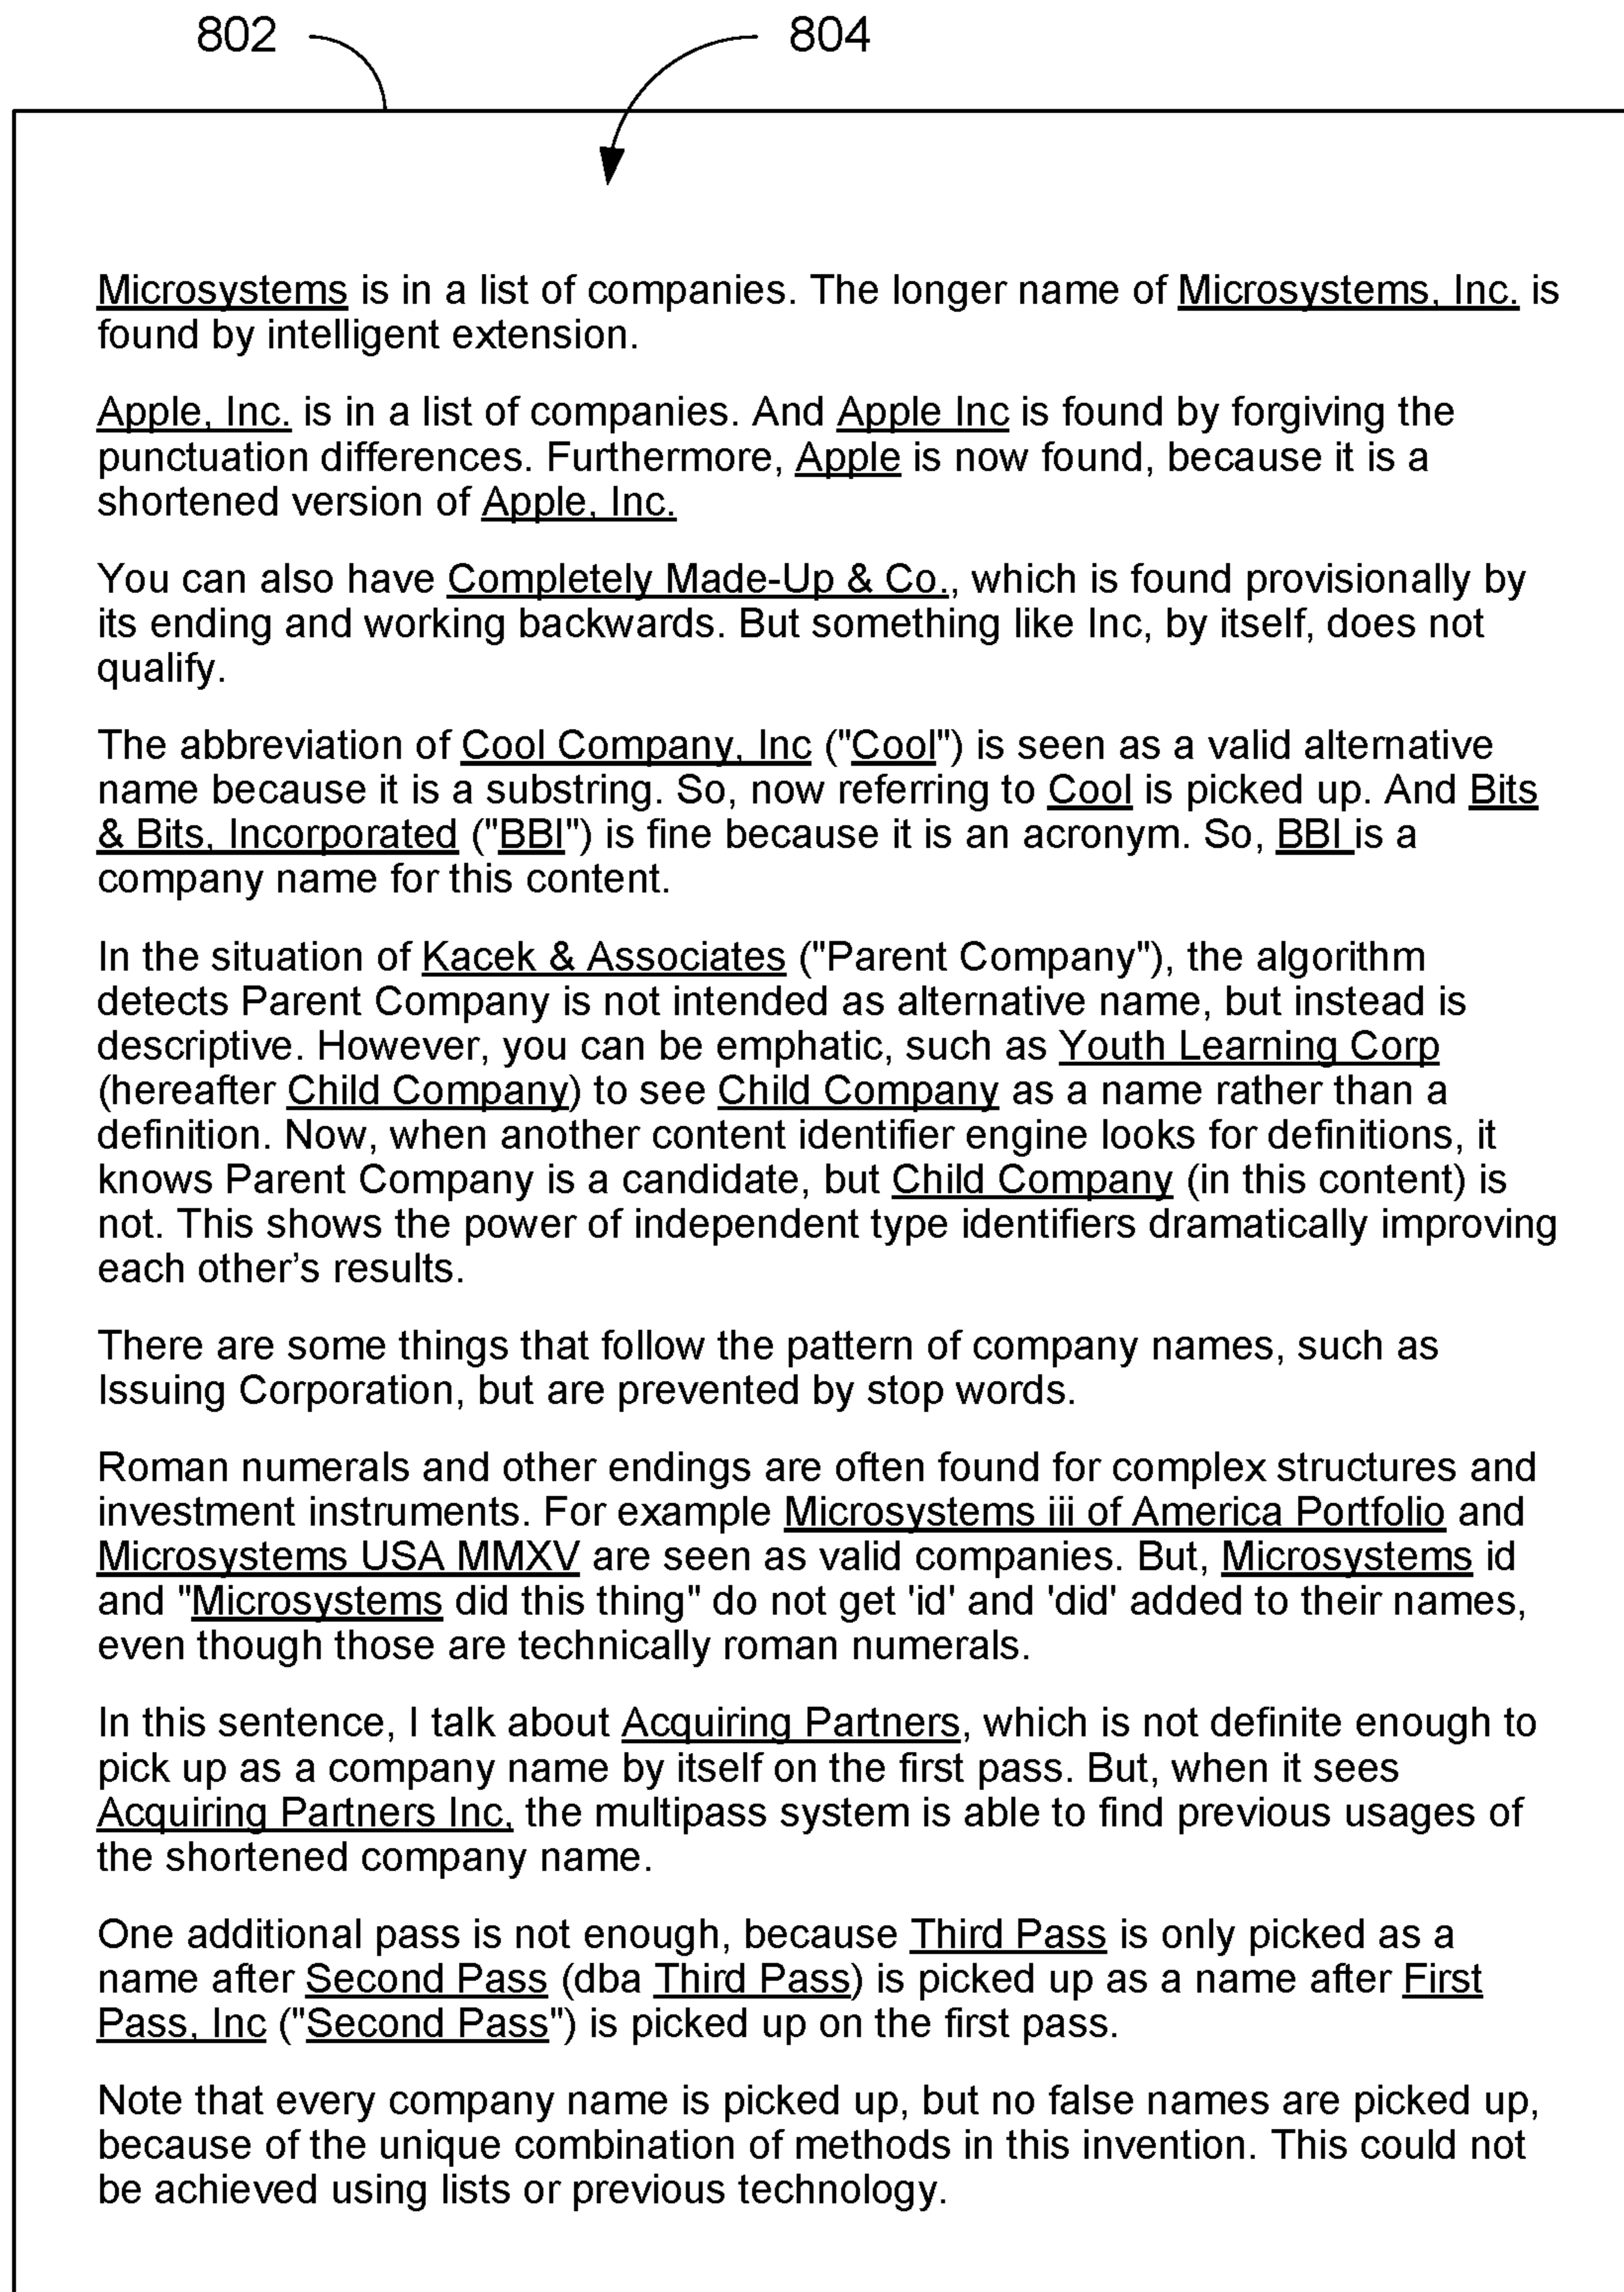 802 804
Microsystems is in a list of companies. The longer name of Microsystems, Inc. is
found by intelligent extension.
Apple, Inc. is in a list of companies. And Apple Inc is found by forgiving the
punctuation differences. Furthermore, Apple is now found, because it is a
shortened version of Apple, Inc.
You can also have Completely Made-Up & Co., which is found provisionally by
its ending and working backwards. But something like Inc, by itself, does not
qualify.
The abbreviation of Cool Company, Inc ("Cool") is seen as a valid alternative
name because it is a substring. So, now referring to Cool is picked up. And Bits
& Bits, Incorporated ("BBI") is fine because it is an acronym. So, BBI is a
company name for this content.
In the situation of Kacek & Associates ("Parent Company"), the algorithm
detects Parent Company is not intended as alternative name, but instead is
descriptive. However, you can be emphatic, such as Youth Learning Corp
(hereafter Child Company) to see Child Company as a name rather than a
definition. Now, when another content identifier engine looks for definitions, it
knows Parent Company is a candidate, but Child Company (in this content) is
not. This shows the power of independent type identifiers dramatically improving
each other’s results.
There are some things that follow the pattern of company names, such as
Issuing Corporation, but are prevented by stop words.
Roman numerals and other endings are often found for complex structures and
investment instruments. For example Microsystems iii of America Portfolio and
Microsystems USA MMXV are seen as valid companies. But, Microsystems id
and "Microsystems did this thing" do not get 'id' and 'did' added to their names,
even though those are technically roman numerals.
In this sentence, I talk about Acquiring Partners, which is not definite enough to
pick up as a company name by itself on the first pass. But, when it sees
Acquiring Partners Inc, the multipass system is able to find previous usages of
the shortened company name.
One additional pass is not enough, because Third Pass is only picked as a
name after Second Pass (dba Third Pass) is picked up as a name after First
Pass, Inc ("Second Pass") is picked up on the first pass.
Note that every company name is picked up, but no false names are picked up,
because of the unique combination of methods in this invention. This could not
be achieved using lists or previous technology.